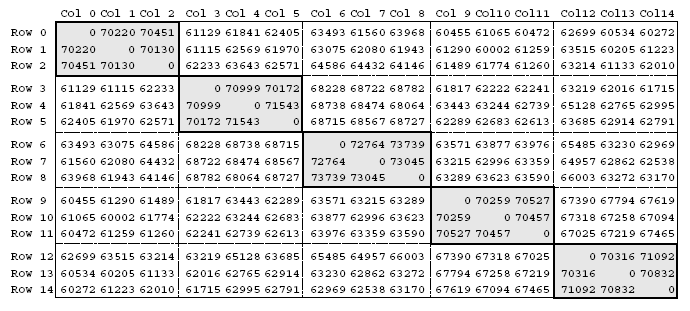 Col 0 Col 1 Col 2 Col 3 Col 4 Col 5 Col 6 Col 7 Col 8 Col 9 Col10 Col11 Col12 Col13 Col14
Row 0 0 70220 70451 61129 61841 62405 63493 61560 63968 60455 61065 60472 62699 60534 60272
Row 1 70220 0 70130 61115 62569 61970 63075 62080 61943 61290 60002 61259 63515 60205 61223
Row 2 70451 70130 0 62233 63643 62571 64586 64432 64146 61489 61774 61260 63214 61133 62010
Row 3 61129 61115 62233 0 70999 70172 68228 68722 68782 61817 62222 62241 63219 62016 61715
Row 4 61841 62569 63643 70999 0 71543 68738 68474 68064 63443 63244 62739 65128 62765 62995
Row 5 62405 61970 62571 70172 71543 0 68715 68567 68727 62289 62683 62613 63685 62914 62791
Row 6 63493 63075 64586 68228 68738 68715 0 72764 73739 63571 63877 63976 65485 63230 62969
Row 7 61560 62080 64432 68722 68474 68567 72764 0 73045 63215 62996 63359 64957 62862 62538
Row 8 63968 61943 64146 68782 68064 68727 73739 73045 0 63289 63623 63590 66003 63272 63170
Row 9 60455 61290 61489 61817 63443 62289 63571 63215 63289 0 70259 70527 67390 67794 67619
Row 10 61065 60002 61774 62222 63244 62683 63877 62996 63623 70259 0 70457 67318 67258 67094
Row 11 60472 61259 61260 62241 62739 62613 63976 63359 63590 70527 70457 0 67025 67219 67465
Row 12 62699 63515 63214 63219 65128 63685 65485 64957 66003 67390 67318 67025 0 70316 71092
Row 13 60534 60205 61133 62016 62765 62914 63230 62862 63272 67794 67258 67219 70316 0 70832
Row 14 60272 61223 62010 61715 62995 62791 62969 62538 63170 67619 67094 67465 71092 70832 0